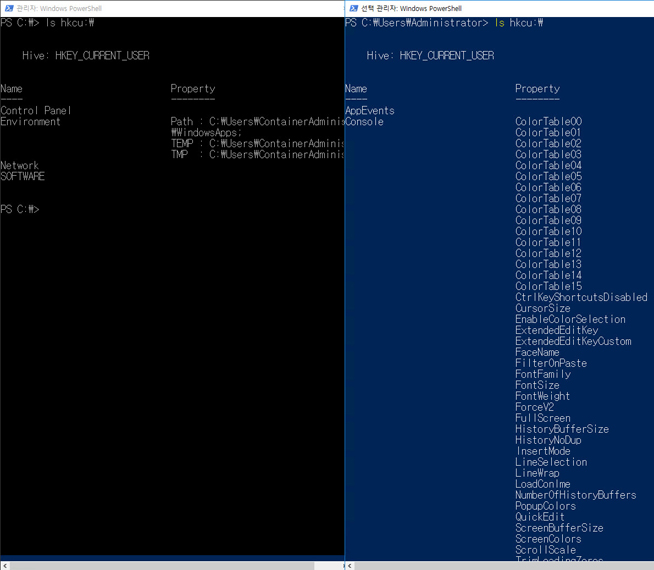 관리자: Windows PowerShell
PS C:\> ls hkcu:\
Hive: HKEY_CURRENT_USER
Name Property
---- --------
Control Panel
Environment Path : C:\Users\ContainerAdminis
\WindowsApps;
TEMP : C:\Users\ContainerAdminis
TMP : C:\Users\ContainerAdminis
Network
SOFTWARE
PS C:\>
선택 관리자: Windows PowerShell
PS C:\Users\Administrator> ls hkcu:\
Hive: HKEY_CURRENT_USER
Name Property
---- --------
AppEvents
Console ColorTable00
ColorTable01
ColorTable02
ColorTable03
ColorTable04
ColorTable05
ColorTable06
ColorTable07
ColorTable08
ColorTable09
ColorTable10
ColorTable11
ColorTable12
ColorTable13
ColorTable14
ColorTable15
CtrlKeyShortcutsDisabled
CursorSize
EnableColorSelection
ExtendedEditKey
ExtendedEditKeyCustom
FaceName
FilterOnPaste
FontFamily
FontSize
FontWeight
ForceV2
FullScreen
HistoryBufferSize
HistoryNoDup
InsertMode
LineSelection
LineWrap
LoadConIme
NumberOfHistoryBuffers
PopupColors
QuickEdit
ScreenBufferSize
ScreenColors
ScrollScale
TrimLeadingZeros